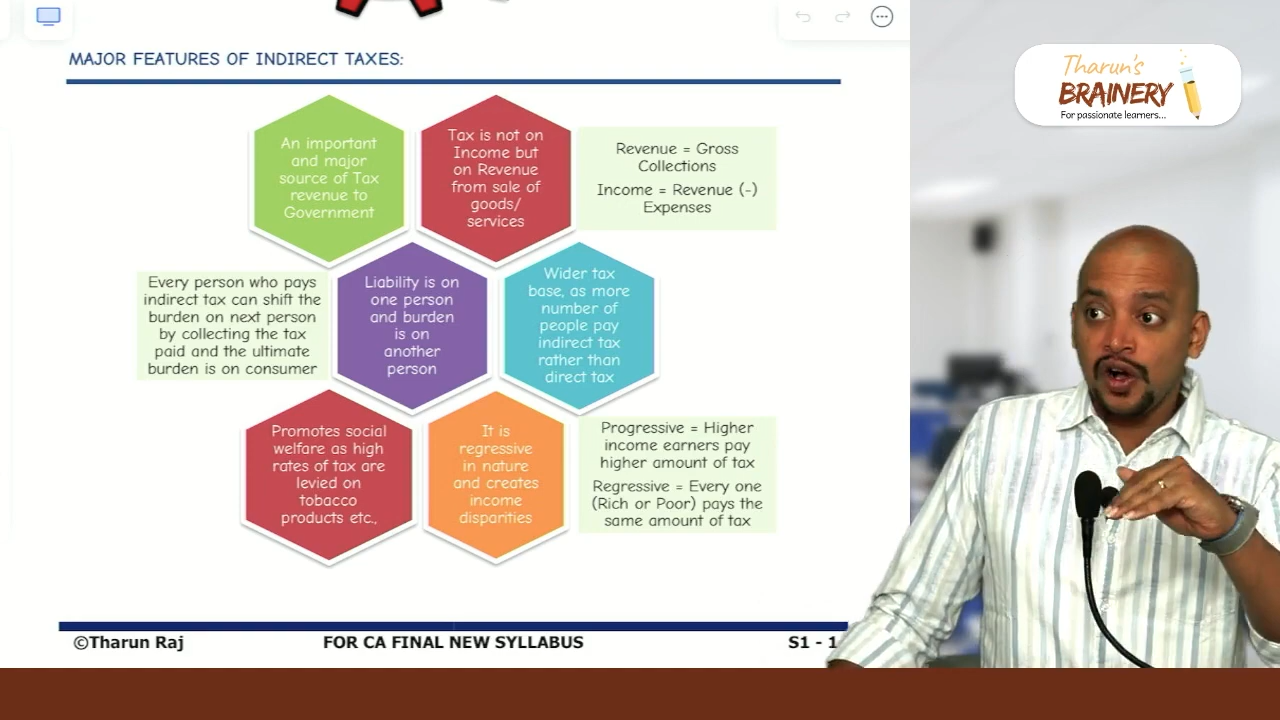 MAJOR FEATURES OF INDIRECT TAXES:
An important
and major
source of Tax
revenue to
Government
Tax is not on
Income but
on Revenue
from sale of
goods/
services
Revenue = Gross
Collections
Income = Revenue (-)
Expenses
Every person who pays
indirect tax can shift the
burden on next person
by collecting the tax
paid and the ultimate
burden is on consumer
Liability is on
one person
and burden
is on
another
person
Wider tax
base, as more
number of
people pay
indirect tax
rather than
direct tax
Promotes social
welfare as high
rates of tax are
levied on
tobacco
products etc.,
It is
regressive
in nature
and creates
income
disparities
Progressive = Higher
income earners pay
higher amount of tax
Regressive = Every one
(Rich or Poor) pays the
same amount of tax
©Tharun Raj FOR CA FINAL NEW SYLLABUS S1 - 1
Tharun's
BRAINERY
For passionate learners...